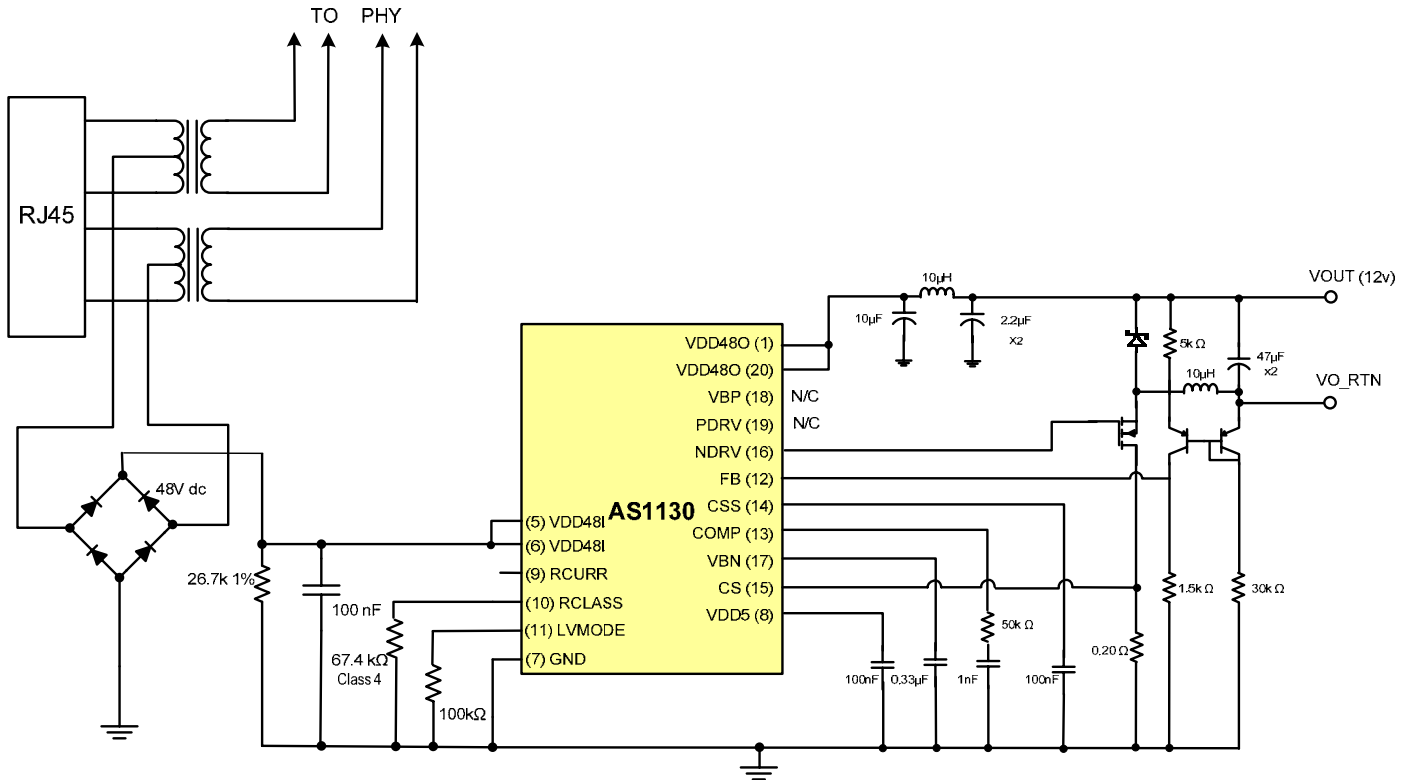 TO PHY
RJ45
48V dc
26.7k 1%
100 nF
67.4 kΩ
Class 4
100kΩ
AS1130
(5) VDD48I
(6) VDD48I
(9) RCURR
(10) RCLASS
(11) LVMODE
(7) GND
VDD48O (1)
VDD48O (20)
VBP (18) N/C
PDRV (19) N/C
NDRV (16)
FB (12)
CSS (14)
COMP (13)
VBN (17)
CS (15)
VDD5 (8)
10µF
10µH
2.2µF
x2
VOUT (12v)
5k Ω
47µF
x2
10µH
VO_RTN
1.5k Ω
30k Ω
50k Ω
0.20 Ω
100nF
0.33µF
1nF
100nF